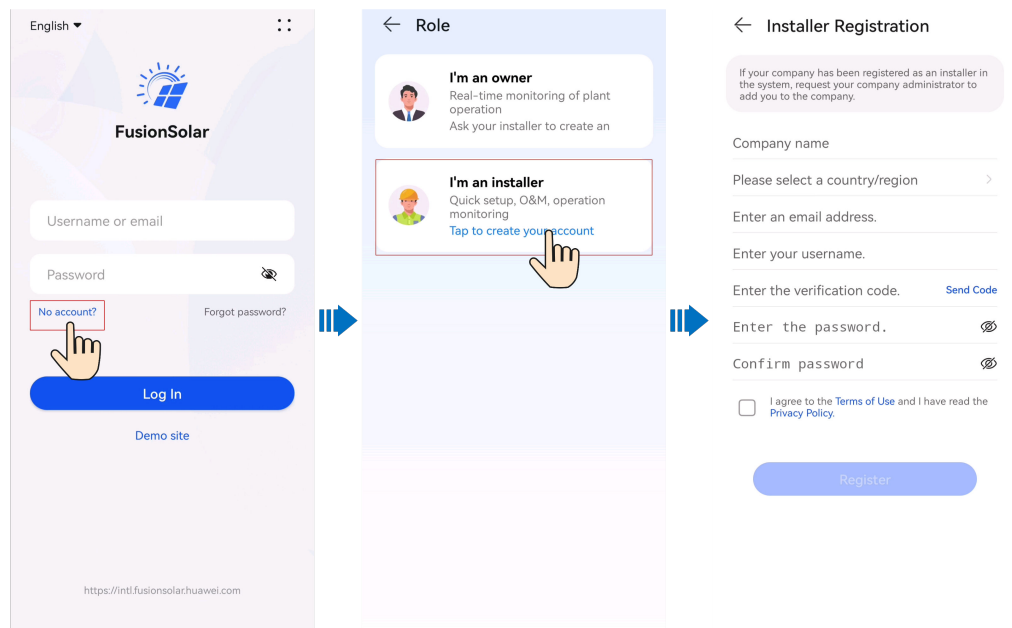 English
FusionSolar
Username or email
Password
No account?
Forgot password?
Log In
Demo site
https://intl.fusionsolar.huawei.com
Role
I'm an owner
Real-time monitoring of plant
operation
Ask your installer to create an
I'm an installer
Quick setup, O&M, operation
monitoring
Tap to create your account
Installer Registration
If your company has been registered as an installer in
the system, request your company administrator to
add you to the company.
Company name
Please select a country/region
Enter an email address.
Enter your username.
Enter the verification code. Send Code
Enter the password.
Confirm password
I agree to the Terms of Use and I have read the
Privacy Policy.
Register